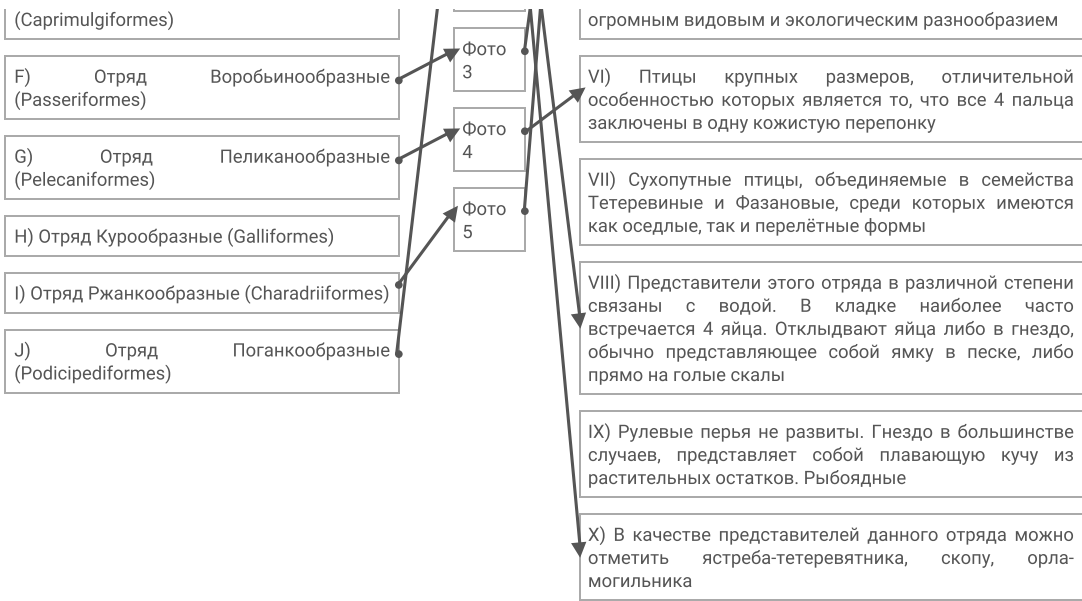 (Caprimulgiformes)
F) Отряд Воробьинообразные
(Passeriformes)
G) Отряд Пеликанообразные
(Pelecaniformes)
H) Отряд Курообразные (Galliformes)
I) Отряд Ржанкообразные (Charadriiformes)
J) Отряд Поганкообразные
(Podicipediformes)
Фото
3
Фото
4
Фото
5
огромным видовым и экологическим разнообразием
VI) Птицы крупных размеров, отличительной
особенностью которых является то, что все 4 пальца
заключены в одну кожистую перепонку
VII) Сухопутные птицы, объединяемые в семейства
Тетеревиные и Фазановые, среди которых имеются
как оседлые, так и перелётные формы
VIII) Представители этого отряда в различной степени
связаны с водой. В кладке наиболее часто
встречается 4 яйца. Отклыдвают яйца либо в гнездо,
обычно представляющее собой ямку в песке, либо
прямо на голые скалы
IX) Рулевые перья не развиты. Гнездо в большинстве
случаев, представляет собой плавающую кучу из
растительных остатков. Рыбоядные
X) В качестве представителей данного отряда можно
отметить ястреба-тетеревятника, скопу, орла-
могильника